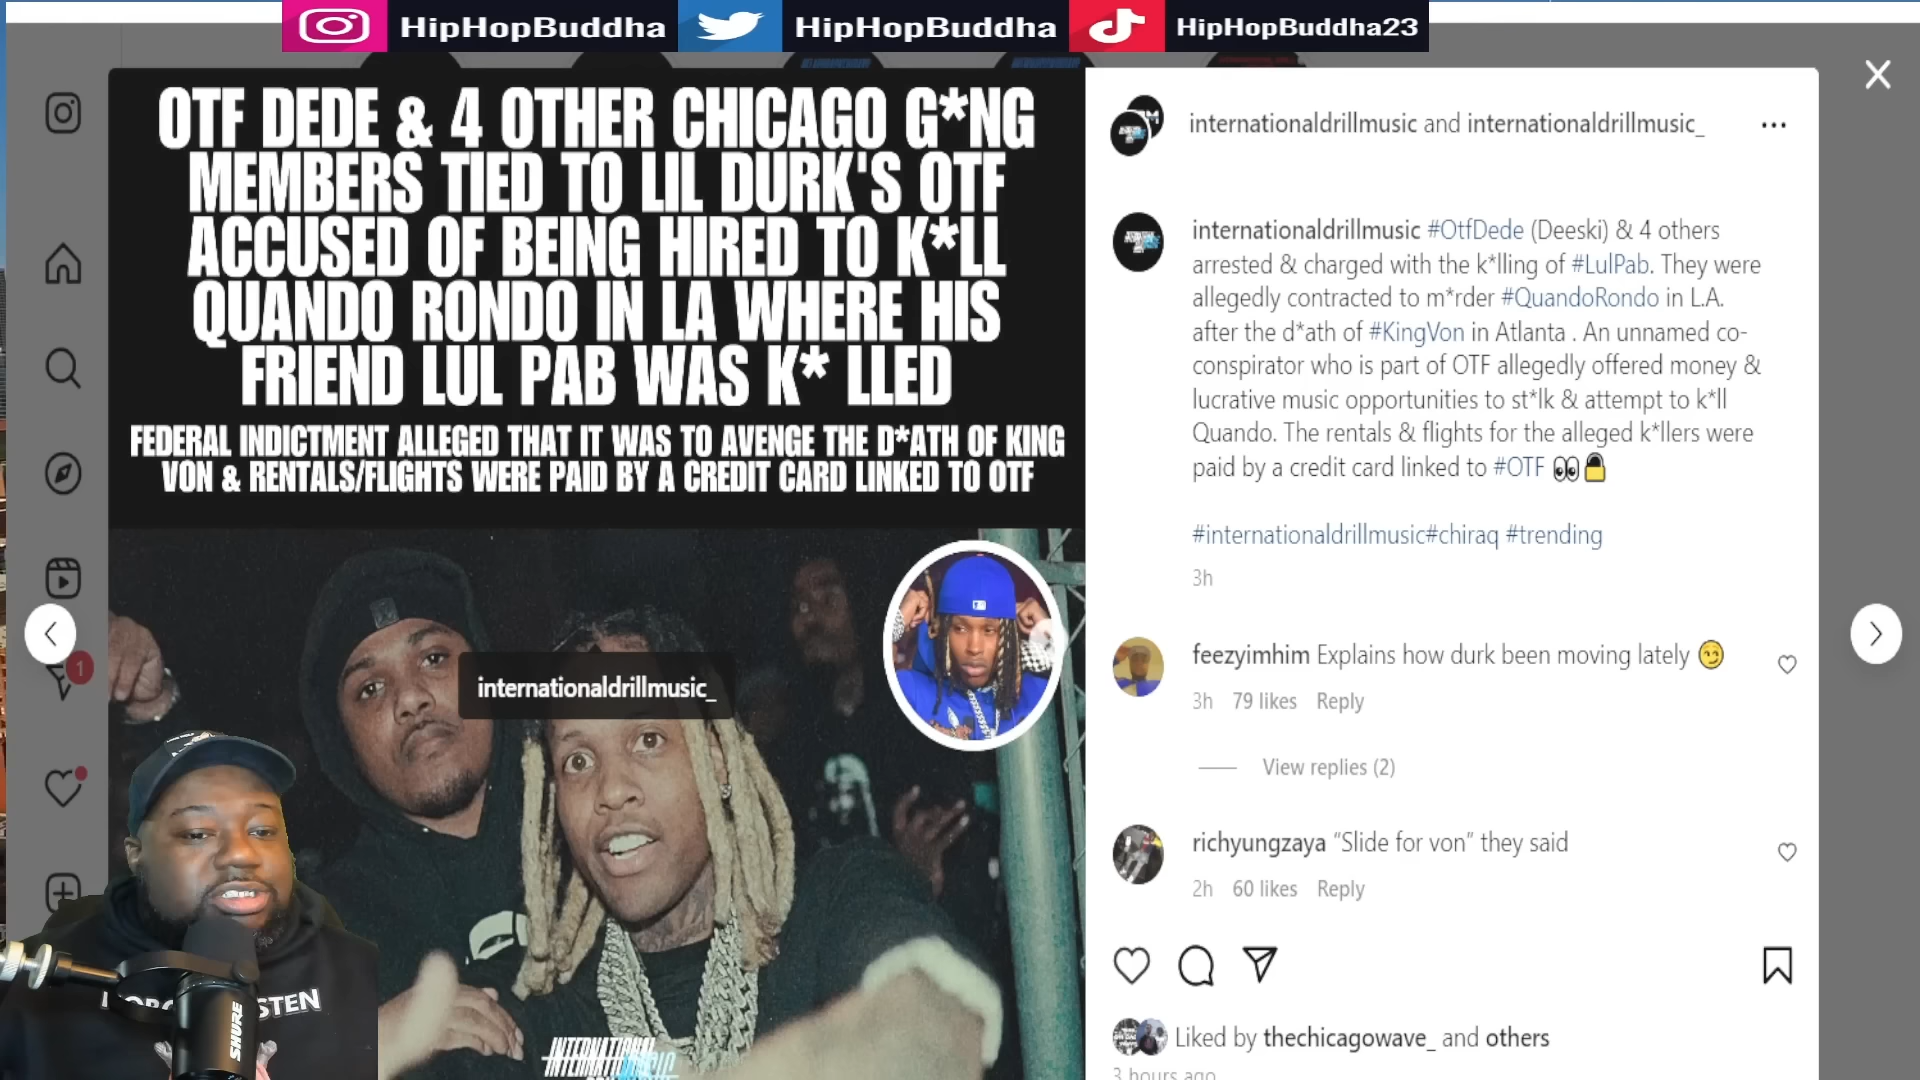 HipHopBuddha HipHopBuddha HipHopBuddha23
OTF DEDE & 4 OTHER CHICAGO G*NG
MEMBERS TIED TO LIL DURK'S OTF
ACCUSED OF BEING HIRED TO K*LL
QUANDO RONDO IN LA WHERE HIS
FRIEND LUL PAB WAS K* LLED
FEDERAL INDICTMENT ALLEGED THAT IT WAS TO AVENGE THE D*ATH OF KING
VON & RENTALS/FLIGHTS WERE PAID BY A CREDIT CARD LINKED TO OTF
internationaldrillmusic_
1
SHURE
INTERNATIONAL
internationaldrillmusic and internationaldrillmusic_
internationaldrillmusic #OtfDede (Deeski) & 4 others
arrested & charged with the k*lling of #LulPab. They were
allegedly contracted to m*rder #QuandoRondo in L.A.
after the d*ath of #KingVon in Atlanta . An unnamed co-
conspirator who is part of OTF allegedly offered money &
lucrative music opportunities to st*lk & attempt to k*ll
Quando. The rentals & flights for the alleged k*llers were
paid by a credit card linked to #OTF 👀🔒
#internationaldrillmusic#chiraq #trending
3h
feezyimhim Explains how durk been moving lately 😏
3h 79 likes Reply
View replies (2)
richyungzaya “Slide for von” they said
2h 60 likes Reply
Liked by thechicagowave_ and others
3 hours ago